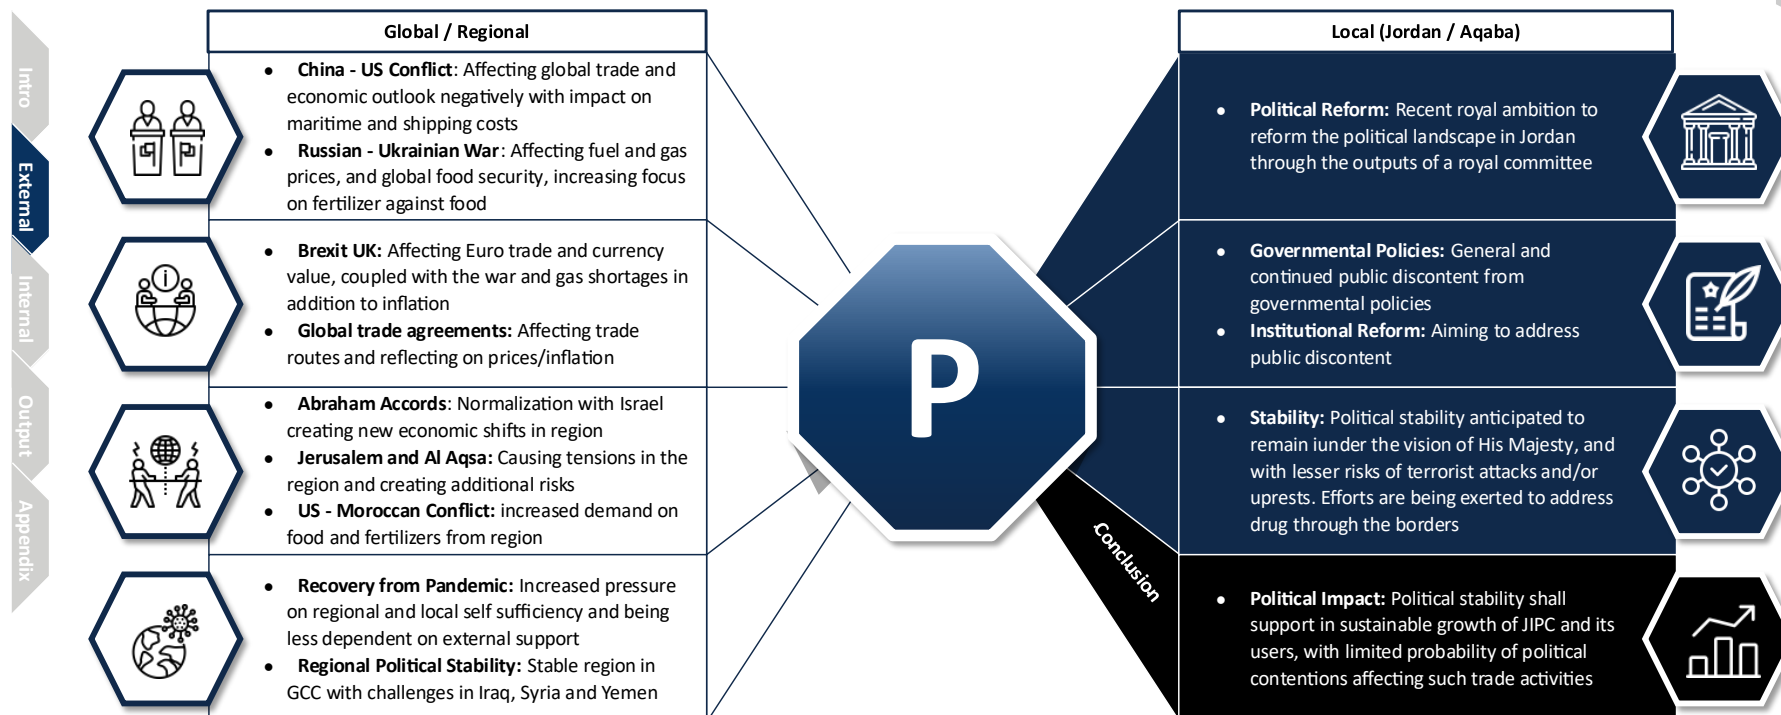 Intro
External
Internal
Output
Appendix
Global / Regional
• China - US Conflict: Affecting global trade and
economic outlook negatively with impact on
maritime and shipping costs
• Russian - Ukrainian War: Affecting fuel and gas
prices, and global food security, increasing focus
on fertilizer against food
• Brexit UK: Affecting Euro trade and currency
value, coupled with the war and gas shortages in
addition to inflation
• Global trade agreements: Affecting trade
routes and reflecting on prices/inflation
• Abraham Accords: Normalization with Israel
creating new economic shifts in region
• Jerusalem and Al Aqsa: Causing tensions in the
region and creating additional risks
• US - Moroccan Conflict: increased demand on
food and fertilizers from region
• Recovery from Pandemic: Increased pressure
on regional and local self sufficiency and being
less dependent on external support
• Regional Political Stability: Stable region in
GCC with challenges in Iraq, Syria and Yemen
P
Local (Jordan / Aqaba)
• Political Reform: Recent royal ambition to
reform the political landscape in Jordan
through the outputs of a royal committee
• Governmental Policies: General and
continued public discontent from
governmental policies
• Institutional Reform: Aiming to address
public discontent
• Stability: Political stability anticipated to
remain iunder the vision of His Majesty, and
with lesser risks of terrorist attacks and/or
uprests. Efforts are being exerted to address
drug through the borders
Conclusion
• Political Impact: Political stability shall
support in sustainable growth of JIPC and its
users, with limited probability of political
contentions affecting such trade activities